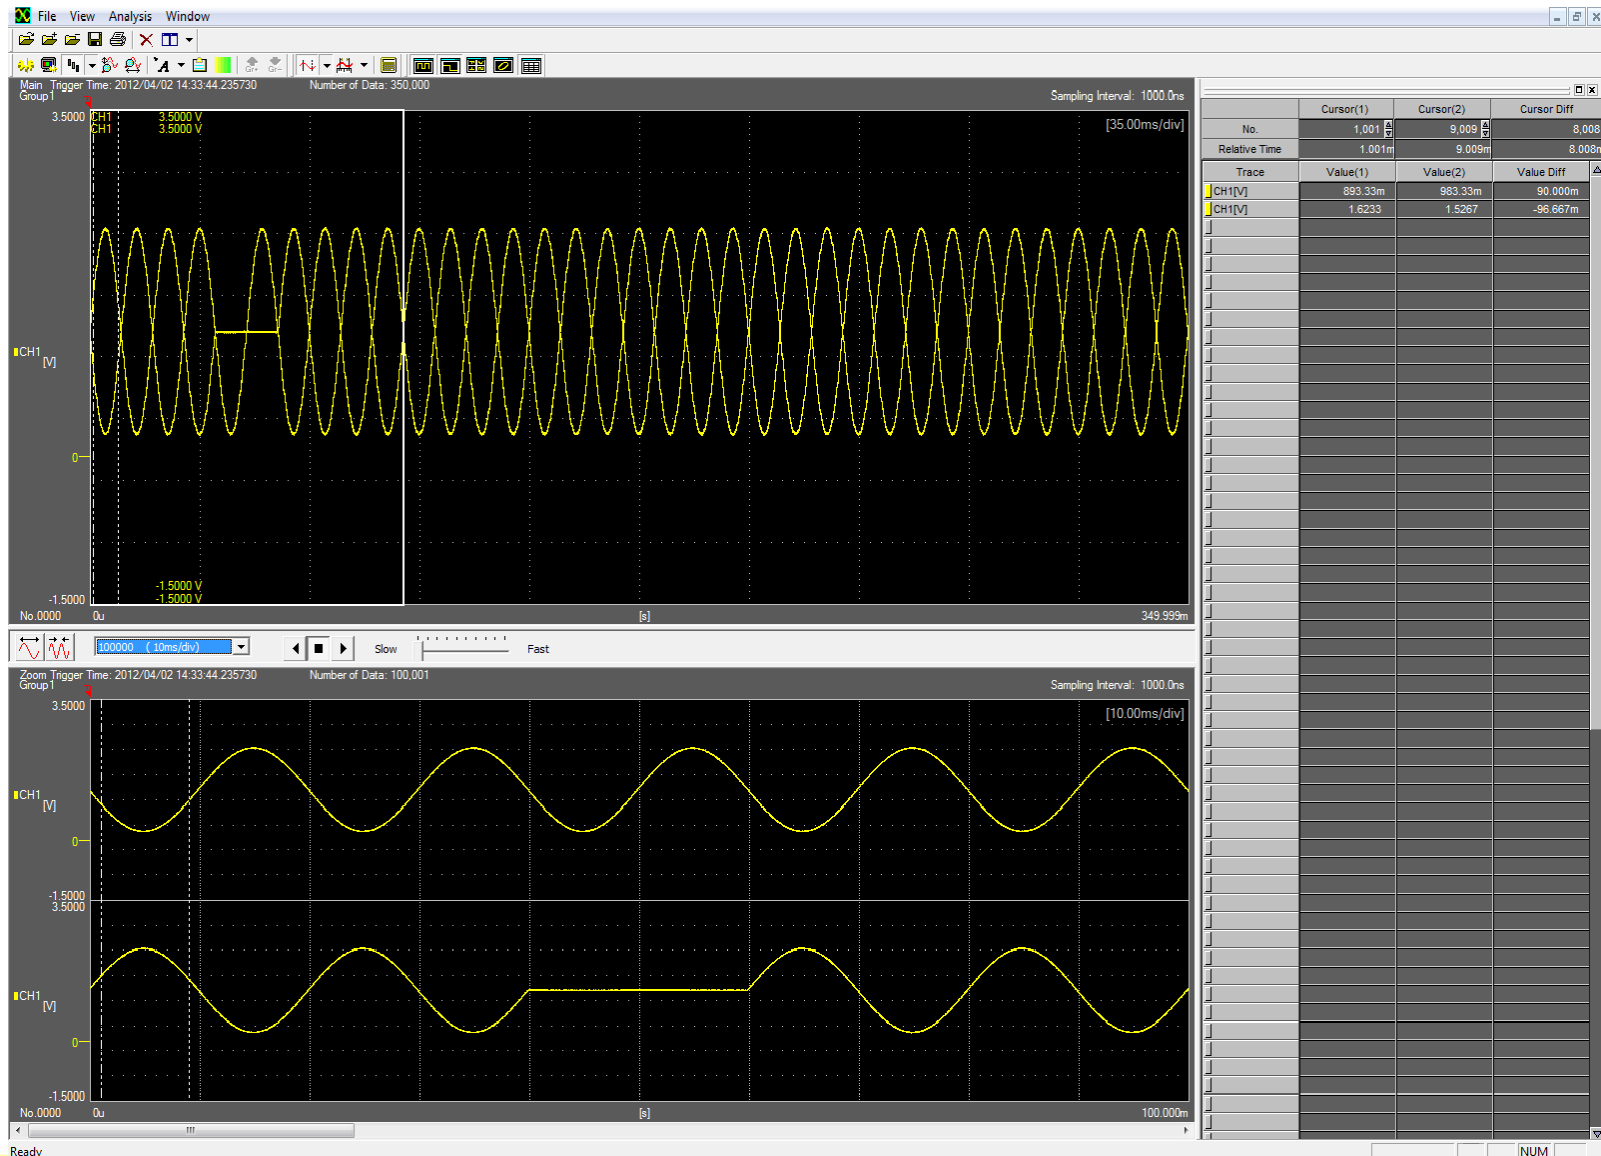 File View Analysis Window
Main Trigger Time: 2012/04/02 14:33:44.235730 Number of Data: 350,000
Group1 Sampling Interval: 1000.0ns
3.5000 CH1 3.5000 V [35.00ms/div]
CH1 3.5000 V
CH1
[V]
0
-1.5000 V
-1.5000 -1.5000 V
No.0000 0u [s] 349.999m
100000 ( 10ms/div) Slow Fast
Zoom Trigger Time: 2012/04/02 14:33:44.235730 Number of Data: 100,001
Group1 Sampling Interval: 1000.0ns
3.5000 [10.00ms/div]
CH1
[V]
0
-1.5000
3.5000
CH1
[V]
0
-1.5000
No.0000 0u [s] 100.000m
Cursor(1) Cursor(2) Cursor Diff
No. 1,001 9,009 8,008
Relative Time 1.001m 9.009m 8.008m
Trace Value(1) Value(2) Value Diff
CH1[V] 893.33m 983.33m 90.000m
CH1[V] 1.6233 1.5267 -96.667m
Ready NUM